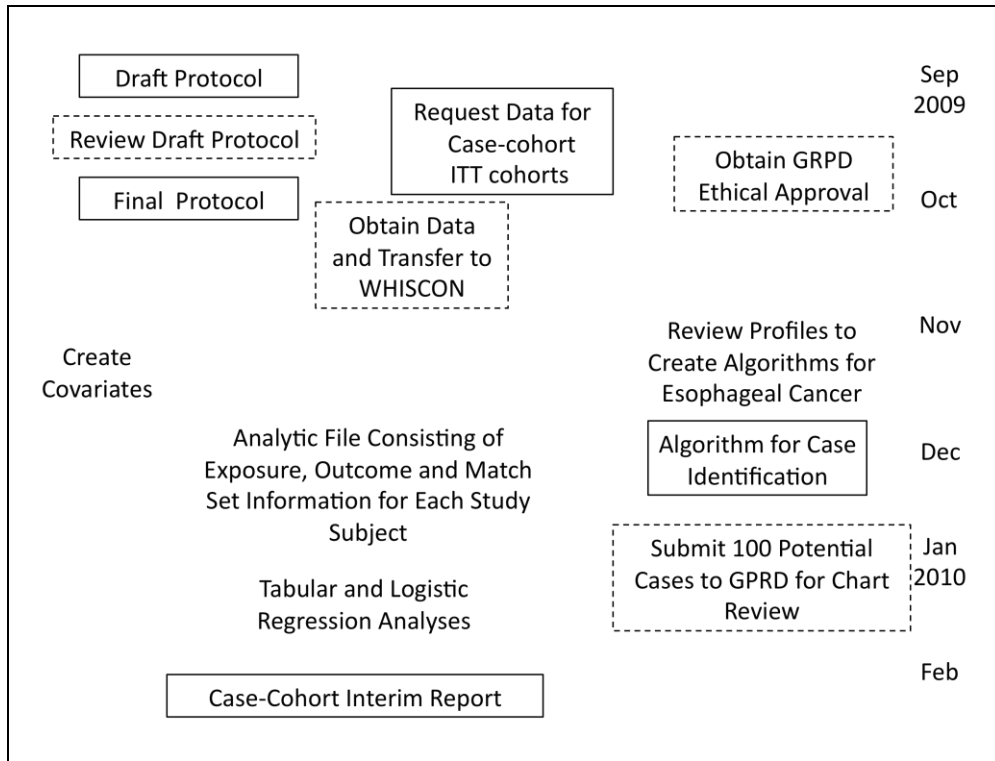 Draft Protocol
Sep
2009
Request Data for
Case-cohort
ITT cohorts
Review Draft Protocol
Obtain GRPD
Ethical Approval
Final Protocol
Oct
Obtain Data
and Transfer to
WHISCON
Nov
Review Profiles to
Create Algorithms for
Esophageal Cancer
Create
Covariates
Analytic File Consisting of
Exposure, Outcome and Match
Set Information for Each Study
Subject
Algorithm for Case
Identification
Dec
Submit 100 Potential
Cases to GPRD for Chart
Review
Jan
2010
Tabular and Logistic
Regression Analyses
Feb
Case-Cohort Interim Report